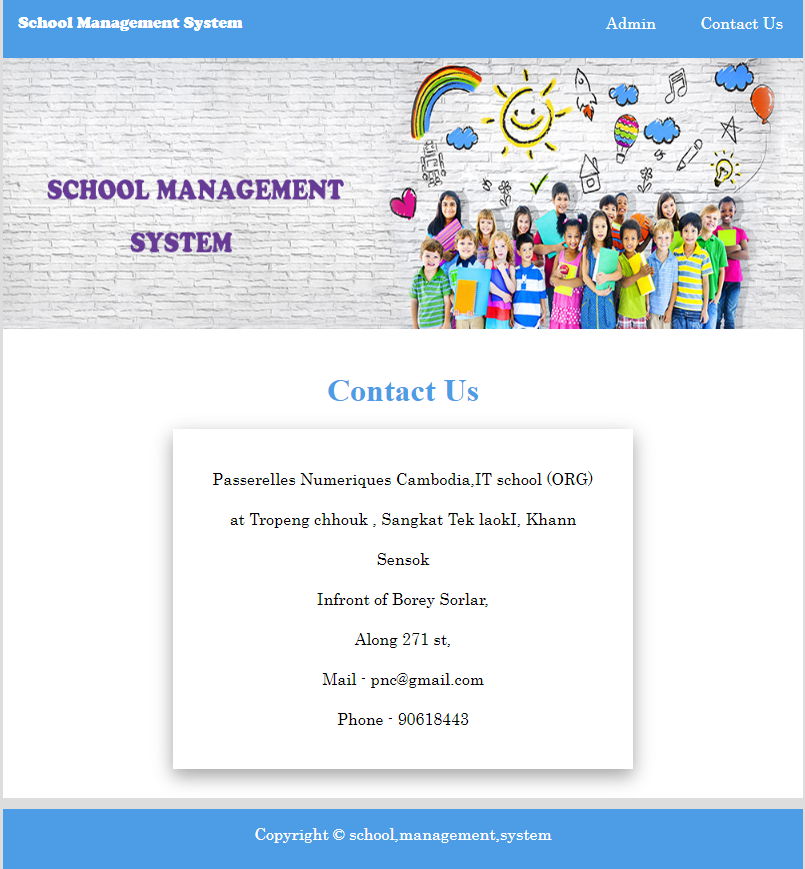 School Management System
Admin
Contact Us
SCHOOL MANAGEMENT
SYSTEM
Contact Us
Passerelles Numeriques Cambodia,IT school (ORG)
at Tropeng chhouk , Sangkat Tek laokI, Khann
Sensok
Infront of Borey Sorlar,
Along 271 st,
Mail - pnc@gmail.com
Phone - 90618443
Copyright © school,management,system